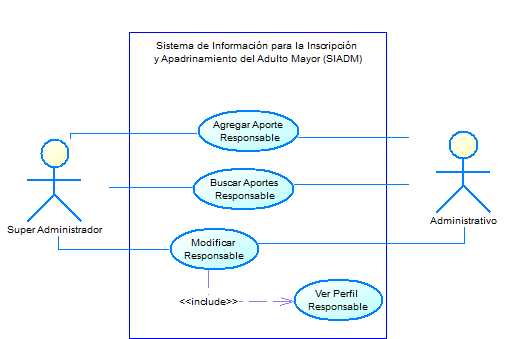 Sistema de Información para la Inscripción
y Apadrinamiento del Adulto Mayor (SIADM)
Agregar Aporte
Responsable
Buscar Aportes
Responsable
Super Administrador
Administrativo
Modificar
Responsable
<<include>>
Ver Perfil
Responsable